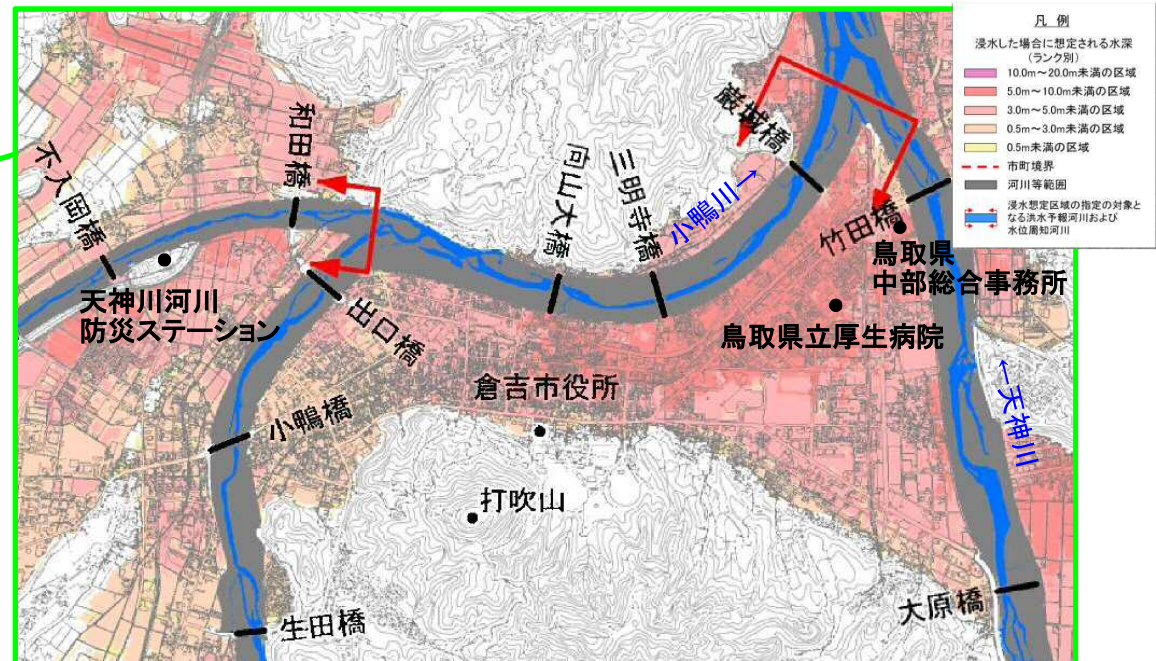 凡 例
浸水した場合に想定される水深
(ランク別)
10.0m～20.0m未満の区域
5.0m～10.0m未満の区域
3.0m～5.0m未満の区域
0.5m～3.0m未満の区域
0.5m未満の区域
市町境界
河川等範囲
浸水想定区域の指定の対象と
なる洪水予報河川および
水位周知河川
不入岡橋
和田橋
向山大橋
三明寺橋
巌城橋
小鴨川→
竹田橋
鳥取県
中部総合事務所
天神川河川
防災ステーション
出口橋
鳥取県立厚生病院
倉吉市役所
←天神川
小鴨橋
打吹山
生田橋
大原橋